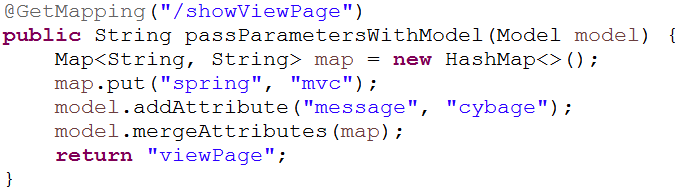 @GetMapping("/showViewPage")
public String passParametersWithModel(Model model) {
    Map<String, String> map = new HashMap<>();
    map.put("spring", "mvc");
    model.addAttribute("message", "cybage");
    model.mergeAttributes(map);
    return "viewPage";
}